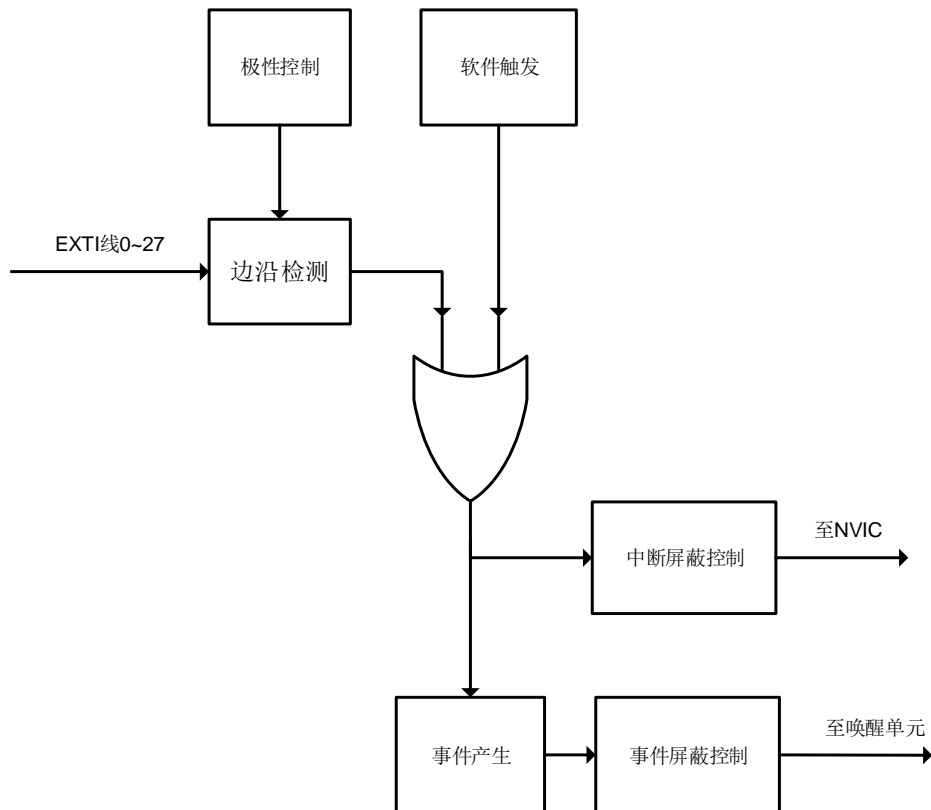 极性控制
软件触发
EXTI线0~27
边沿检测
至NVIC
中断屏蔽控制
至唤醒单元
事件产生
事件屏蔽控制